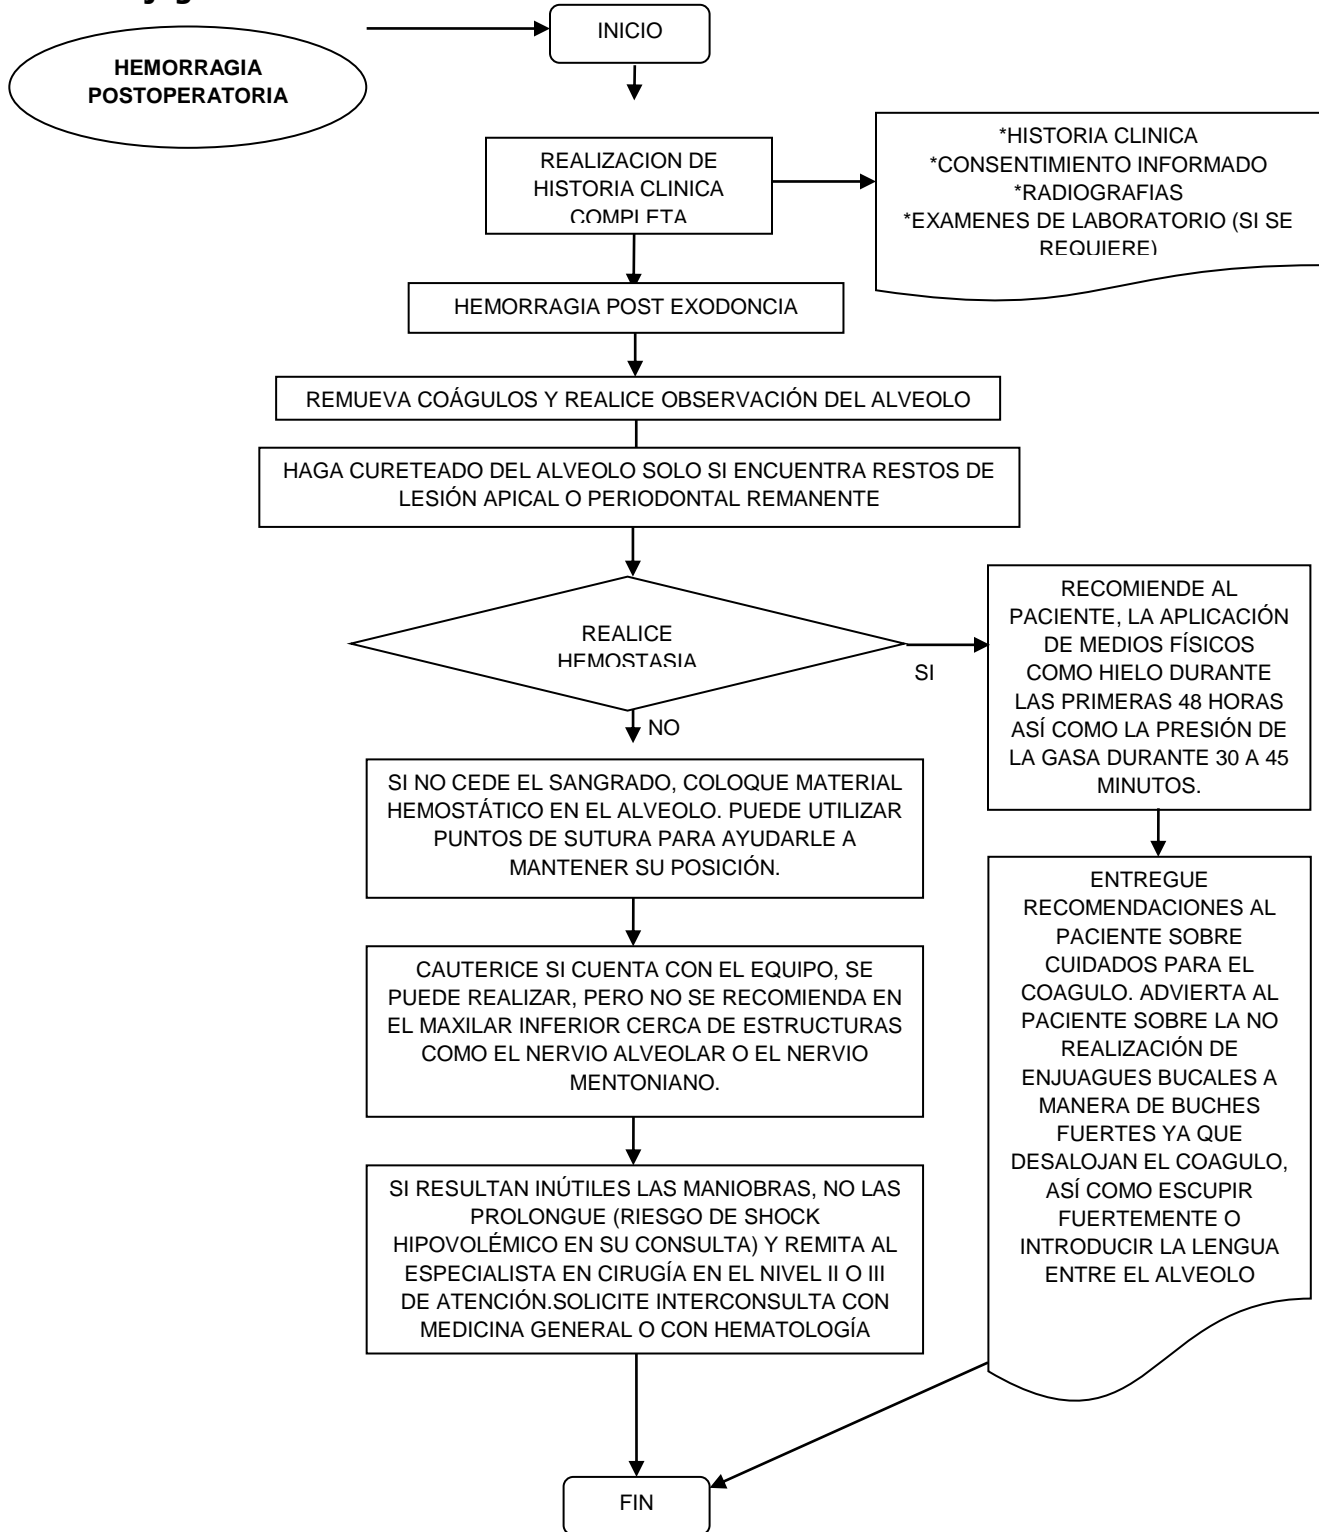 HEMORRAGIA
POSTOPERATORIA
INICIO
REALIZACION DE
HISTORIA CLINICA
COMPLETA
*HISTORIA CLINICA
*CONSENTIMIENTO INFORMADO
*RADIOGRAFIAS
*EXAMENES DE LABORATORIO (SI SE
REQUIERE)
HEMORRAGIA POST EXODONCIA
REMUEVA COÁGULOS Y REALICE OBSERVACIÓN DEL ALVEOLO
HAGA CURETEADO DEL ALVEOLO SOLO SI ENCUENTRA RESTOS DE
LESIÓN APICAL O PERIODONTAL REMANENTE
REALICE
HEMOSTASIA
SI
RECOMIENDE AL
PACIENTE, LA APLICACIÓN
DE MEDIOS FÍSICOS
COMO HIELO DURANTE
LAS PRIMERAS 48 HORAS
ASÍ COMO LA PRESIÓN DE
LA GASA DURANTE 30 A 45
MINUTOS.
NO
SI NO CEDE EL SANGRADO, COLOQUE MATERIAL
HEMOSTÁTICO EN EL ALVEOLO. PUEDE UTILIZAR
PUNTOS DE SUTURA PARA AYUDARLE A
MANTENER SU POSICIÓN.
ENTREGUE
RECOMENDACIONES AL
PACIENTE SOBRE
CUIDADOS PARA EL
COAGULO. ADVIERTA AL
PACIENTE SOBRE LA NO
REALIZACIÓN DE
ENJUAGUES BUCALES A
MANERA DE BUCHES
FUERTES YA QUE
DESALOJAN EL COAGULO,
ASÍ COMO ESCUPIR
FUERTEMENTE O
INTRODUCIR LA LENGUA
ENTRE EL ALVEOLO
CAUTERICE SI CUENTA CON EL EQUIPO, SE
PUEDE REALIZAR, PERO NO SE RECOMIENDA EN
EL MAXILAR INFERIOR CERCA DE ESTRUCTURAS
COMO EL NERVIO ALVEOLAR O EL NERVIO
MENTONIANO.
SI RESULTAN INÚTILES LAS MANIOBRAS, NO LAS
PROLONGUE (RIESGO DE SHOCK
HIPOVOLÉMICO EN SU CONSULTA) Y REMITA AL
ESPECIALISTA EN CIRUGÍA EN EL NIVEL II O III
DE ATENCIÓN.SOLICITE INTERCONSULTA CON
MEDICINA GENERAL O CON HEMATOLOGÍA
FIN